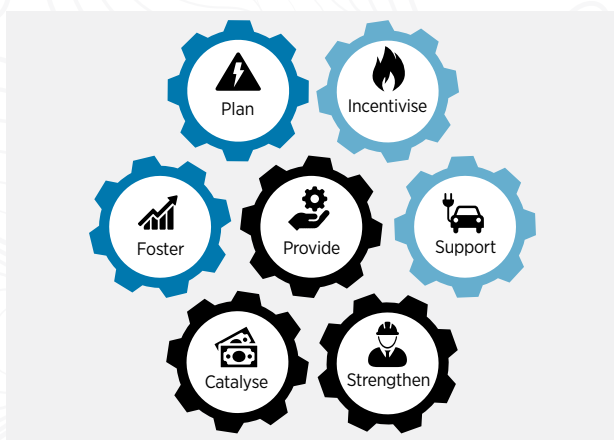 Plan
Incentivise
Foster
Provide
Support
Catalyse
Strengthen